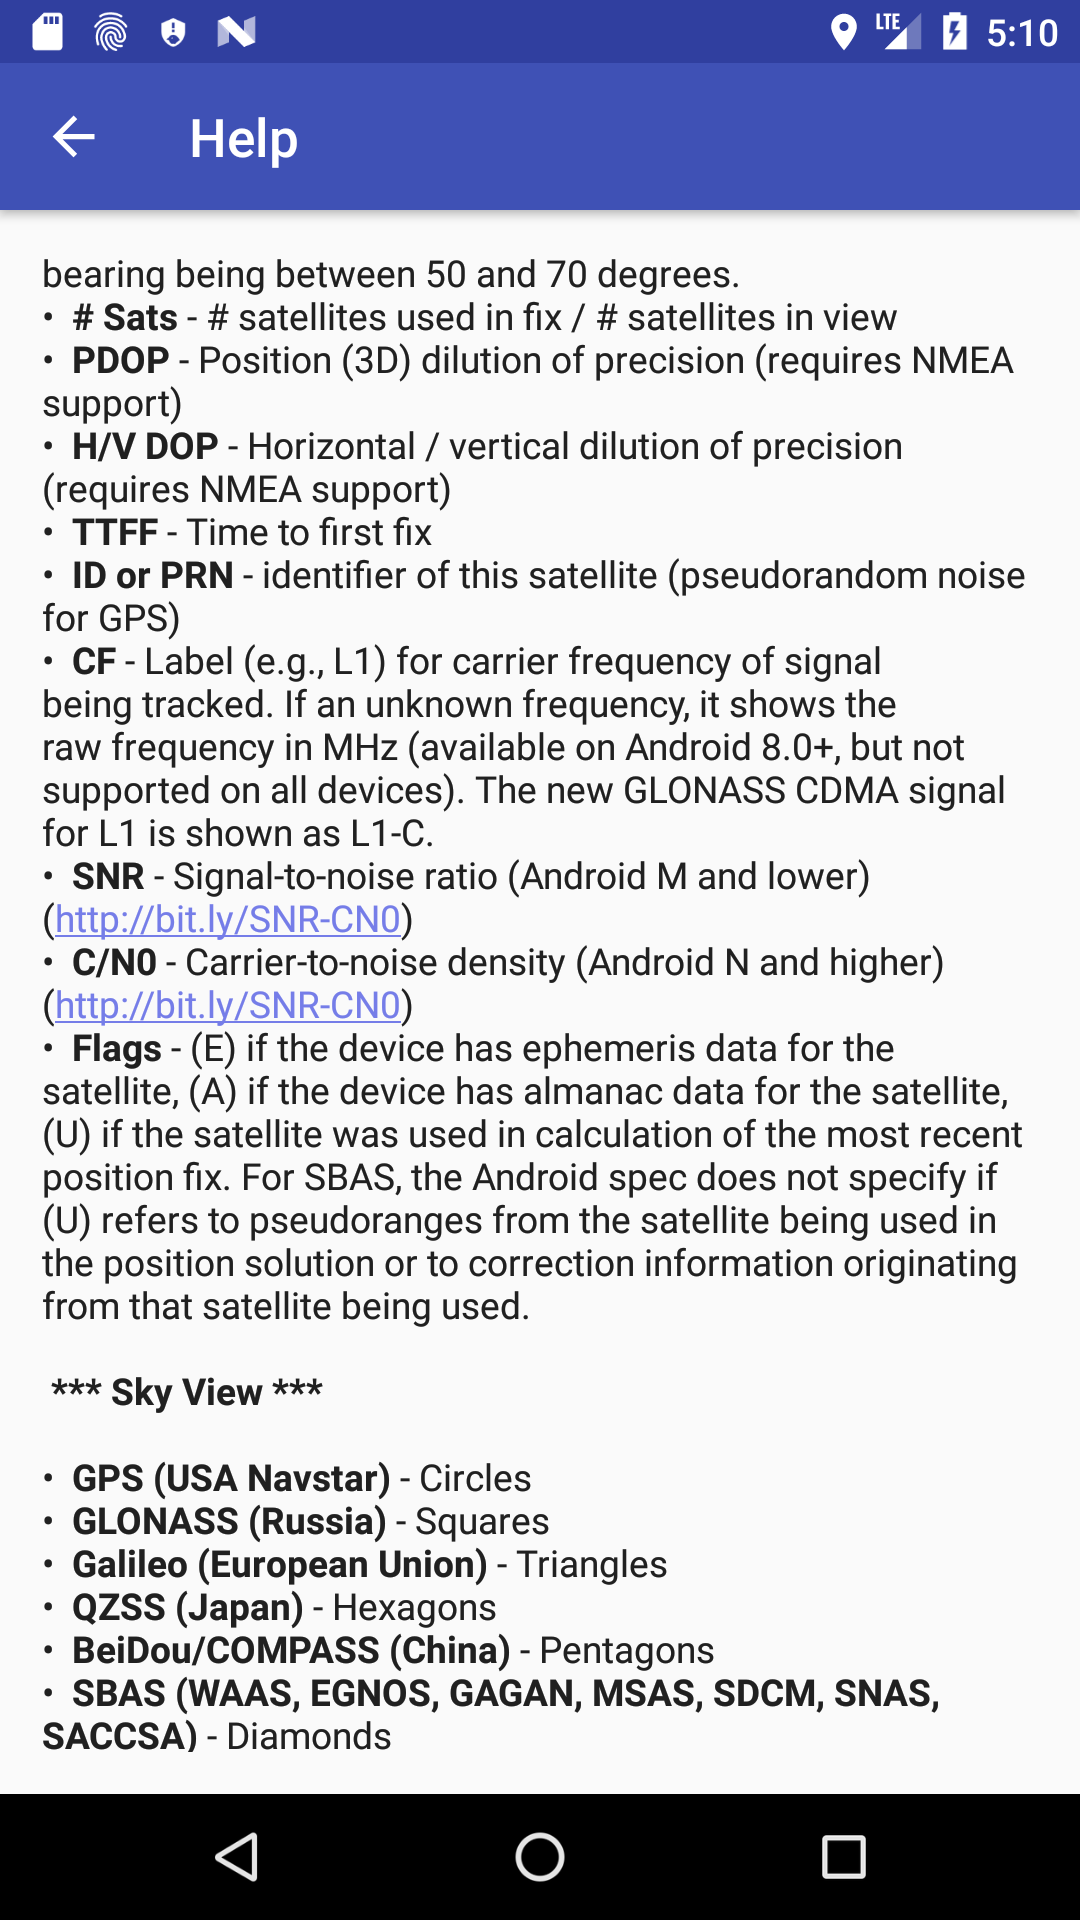 LTE 5:10
Help
bearing being between 50 and 70 degrees.
• # Sats - # satellites used in fix / # satellites in view
• PDOP - Position (3D) dilution of precision (requires NMEA
support)
• H/V DOP - Horizontal / vertical dilution of precision
(requires NMEA support)
• TTFF - Time to first fix
• ID or PRN - identifier of this satellite (pseudorandom noise
for GPS)
• CF - Label (e.g., L1) for carrier frequency of signal
being tracked. If an unknown frequency, it shows the
raw frequency in MHz (available on Android 8.0+, but not
supported on all devices). The new GLONASS CDMA signal
for L1 is shown as L1-C.
• SNR - Signal-to-noise ratio (Android M and lower)
(http://bit.ly/SNR-CN0)
• C/N0 - Carrier-to-noise density (Android N and higher)
(http://bit.ly/SNR-CN0)
• Flags - (E) if the device has ephemeris data for the
satellite, (A) if the device has almanac data for the satellite,
(U) if the satellite was used in calculation of the most recent
position fix. For SBAS, the Android spec does not specify if
(U) refers to pseudoranges from the satellite being used in
the position solution or to correction information originating
from that satellite being used.
*** Sky View ***
• GPS (USA Navstar) - Circles
• GLONASS (Russia) - Squares
• Galileo (European Union) - Triangles
• QZSS (Japan) - Hexagons
• BeiDou/COMPASS (China) - Pentagons
• SBAS (WAAS, EGNOS, GAGAN, MSAS, SDCM, SNAS,
SACCSA) - Diamonds